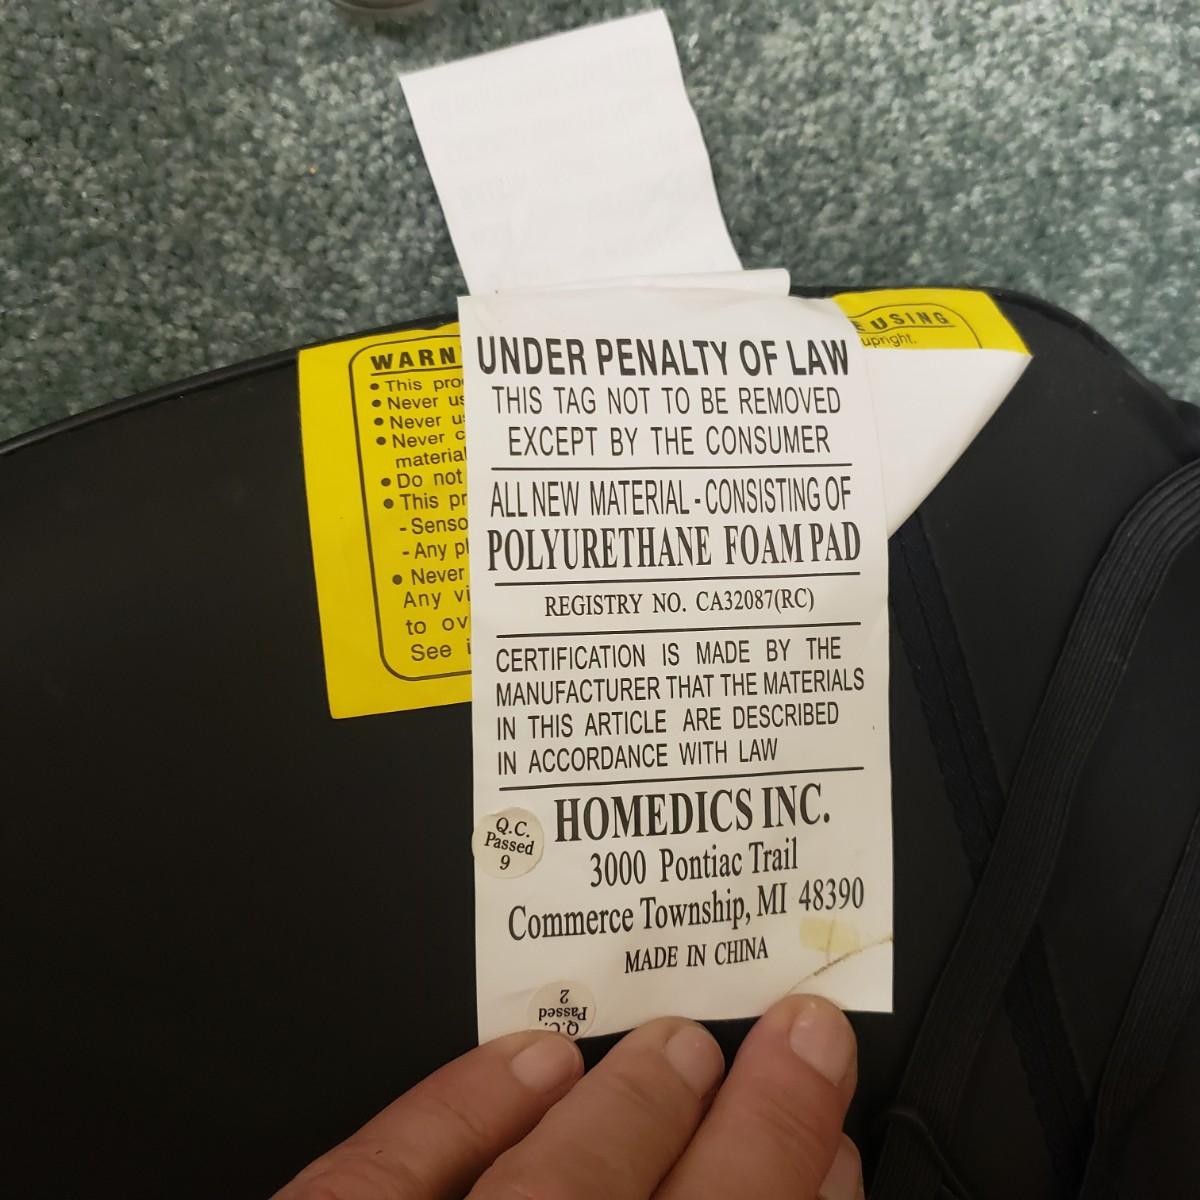 UNDER PENALTY OF LAW
THIS TAG NOT TO BE REMOVED
EXCEPT BY THE CONSUMER
ALL NEW MATERIAL - CONSISTING OF
POLYURETHANE FOAM PAD
REGISTRY NO. CA32087(RC)
CERTIFICATION IS MADE BY THE
MANUFACTURER THAT THE MATERIALS
IN THIS ARTICLE ARE DESCRIBED
IN ACCORDANCE WITH LAW
HOMEDICS INC.
3000 Pontiac Trail
Commerce Township, MI 48390
MADE IN CHINA
Q.C.
Passed
9
Q.C.
Passed
2
WARN
• This pro
• Never us
• Never us
• Never c
material
• Do not
• This pr
- Senso
- Any pl
• Never
Any vi
to ov
See i
E USING
upright.